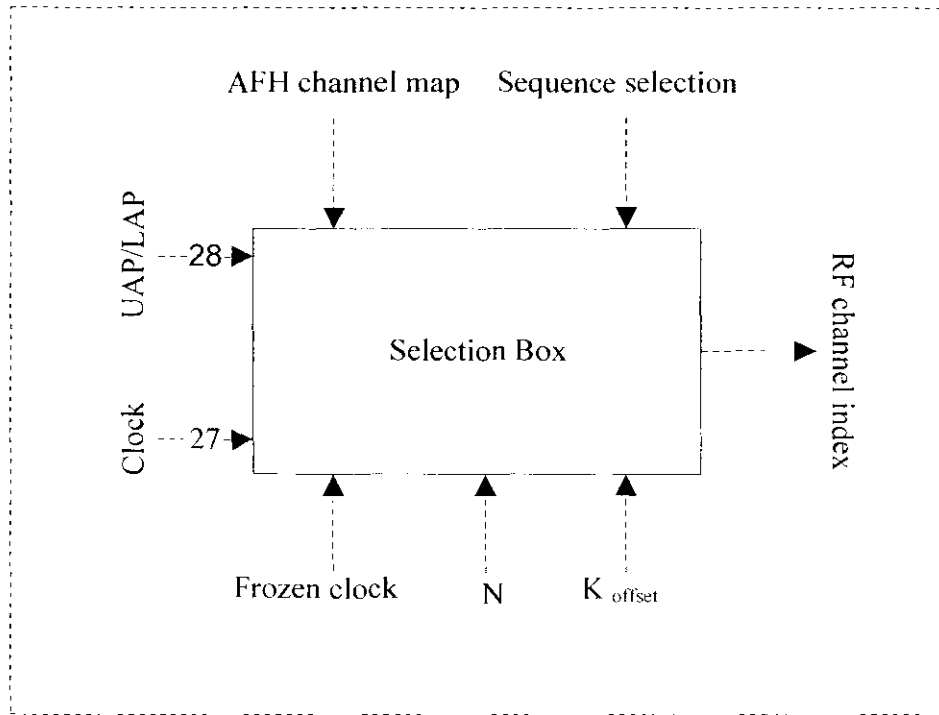 AFH channel map
Sequence selection
UAP/LAP
28
Selection Box
RF channel index
Clock
27
Frozen clock
N
K offset